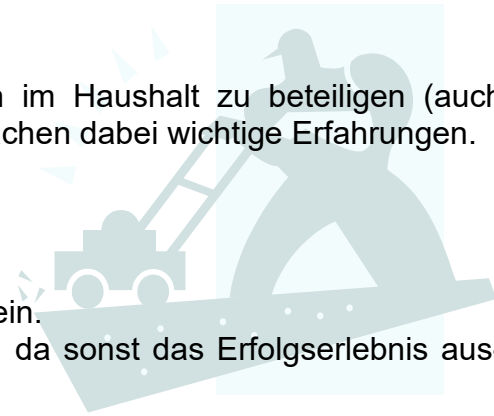 im Haushalt zu beteiligen (auch
chen dabei wichtige Erfahrungen.
ein.
da sonst das Erfolgserlebnis aus-